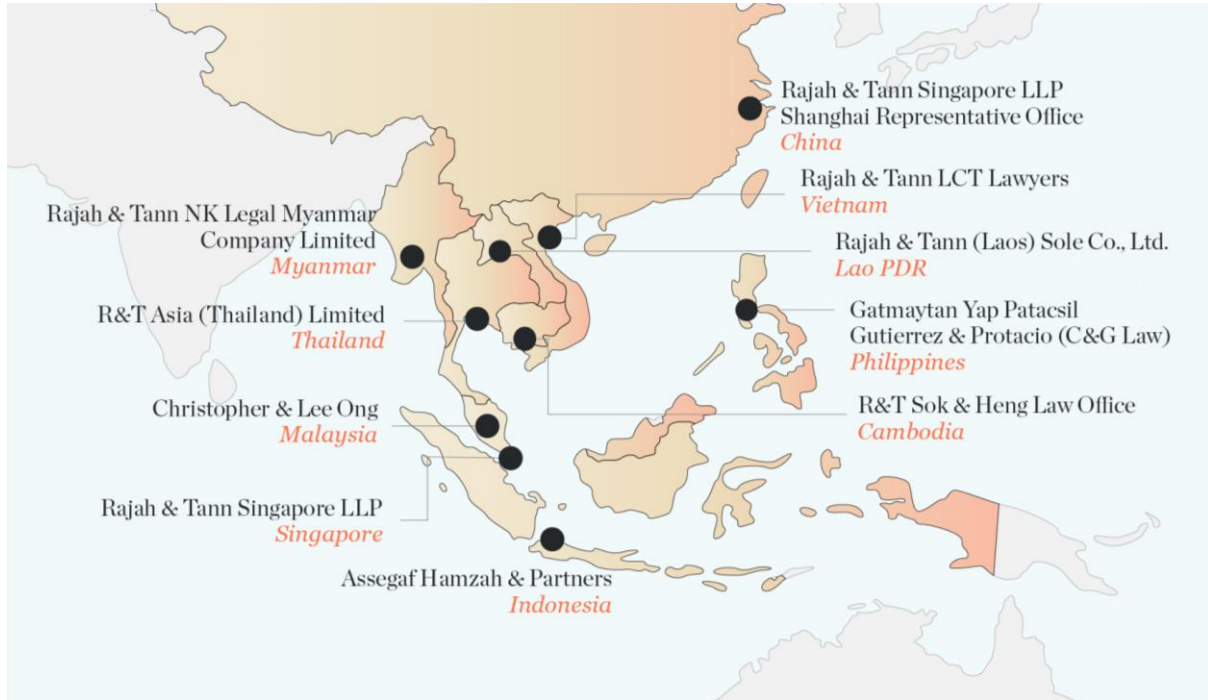 Rajah & Tann Singapore LLP
Shanghai Representative Office
China
Rajah & Tann LCT Lawyers
Vietnam
Rajah & Tann NK Legal Myanmar
Company Limited
Myanmar
Rajah & Tann (Laos) Sole Co., Ltd.
Lao PDR
R&T Asia (Thailand) Limited
Thailand
Gatmaytan Yap Patacsil
Gutierrez & Protacio (C&G Law)
Philippines
Christopher & Lee Ong
Malaysia
R&T Sok & Heng Law Office
Cambodia
Rajah & Tann Singapore LLP
Singapore
Assegaf Hamzah & Partners
Indonesia